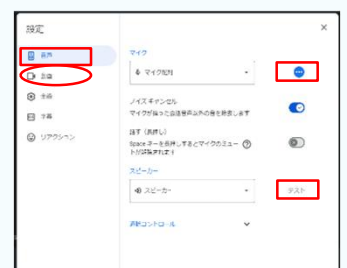 設定
音声
動画
全般
字幕
リアクション
マイク
マイク配列
ノイズ キャンセル
マイクが拾った自分の音声以外の音を除去します
話す（長押し）
Space キーを長押しするとマイクのミュー
トが解除されます
スピーカー
スピーカー
テスト
通話コントロール